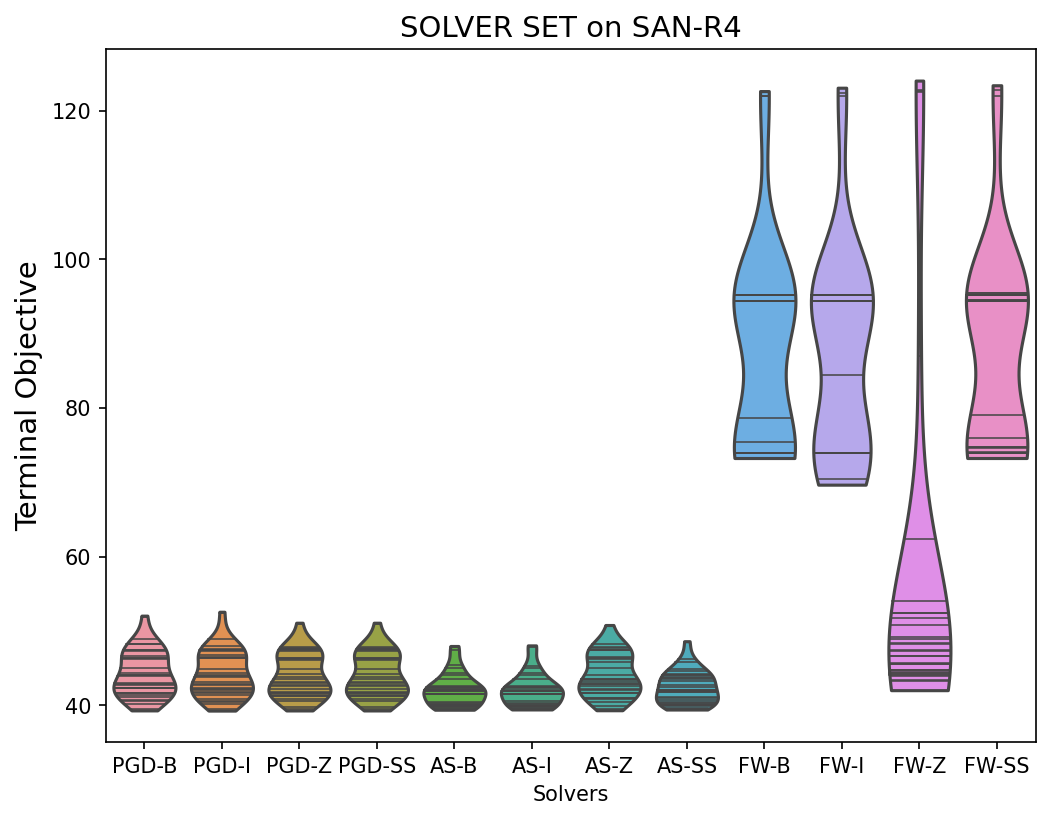 SOLVER SET on SAN-R4
Terminal Objective
120
100
80
60
40
PGD-B PGD-I PGD-Z PGD-SS AS-B AS-I AS-Z AS-SS FW-B FW-I FW-Z FW-SS
Solvers